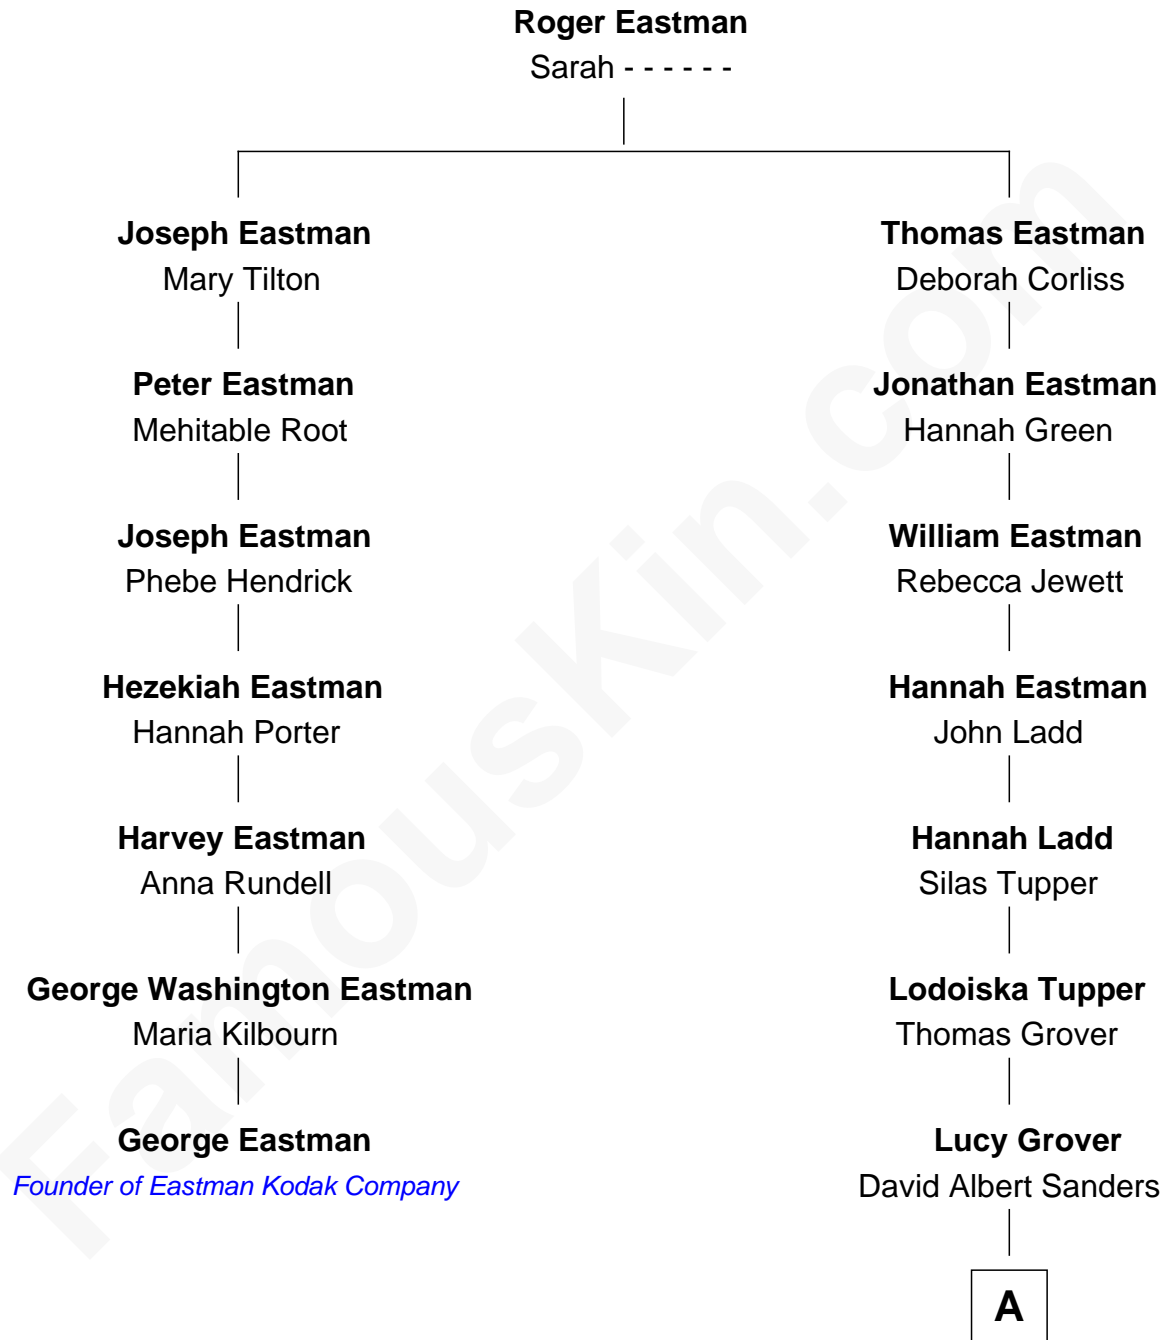 Roger Eastman
Sarah - - - - - -
Joseph Eastman
Mary Tilton
Peter Eastman
Mehitable Root
Joseph Eastman
Phebe Hendrick
Hezekiah Eastman
Hannah Porter
Harvey Eastman
Anna Rundell
George Washington Eastman
Maria Kilbourn
George Eastman
Founder of Eastman Kodak Company
Thomas Eastman
Deborah Corliss
Jonathan Eastman
Hannah Green
William Eastman
Rebecca Jewett
Hannah Eastman
John Ladd
Hannah Ladd
Silas Tupper
Lodoiska Tupper
Thomas Grover
Lucy Grover
David Albert Sanders
A
FamousKin.com